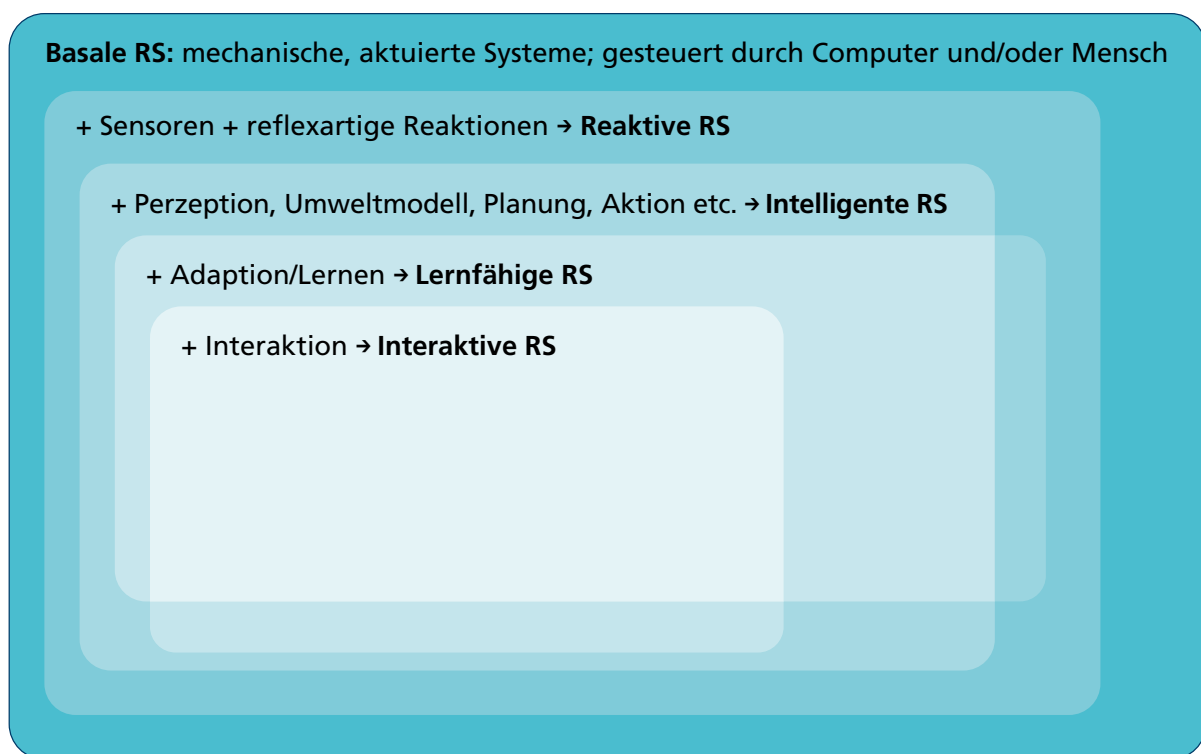 Basale RS: mechanische, aktuierte Systeme; gesteuert durch Computer und/oder Mensch
+ Sensoren + reflexartige Reaktionen → Reaktive RS
+ Perzeption, Umweltmodell, Planung, Aktion etc. → Intelligente RS
+ Adaption/Lernen → Lernfähige RS
+ Interaktion → Interaktive RS